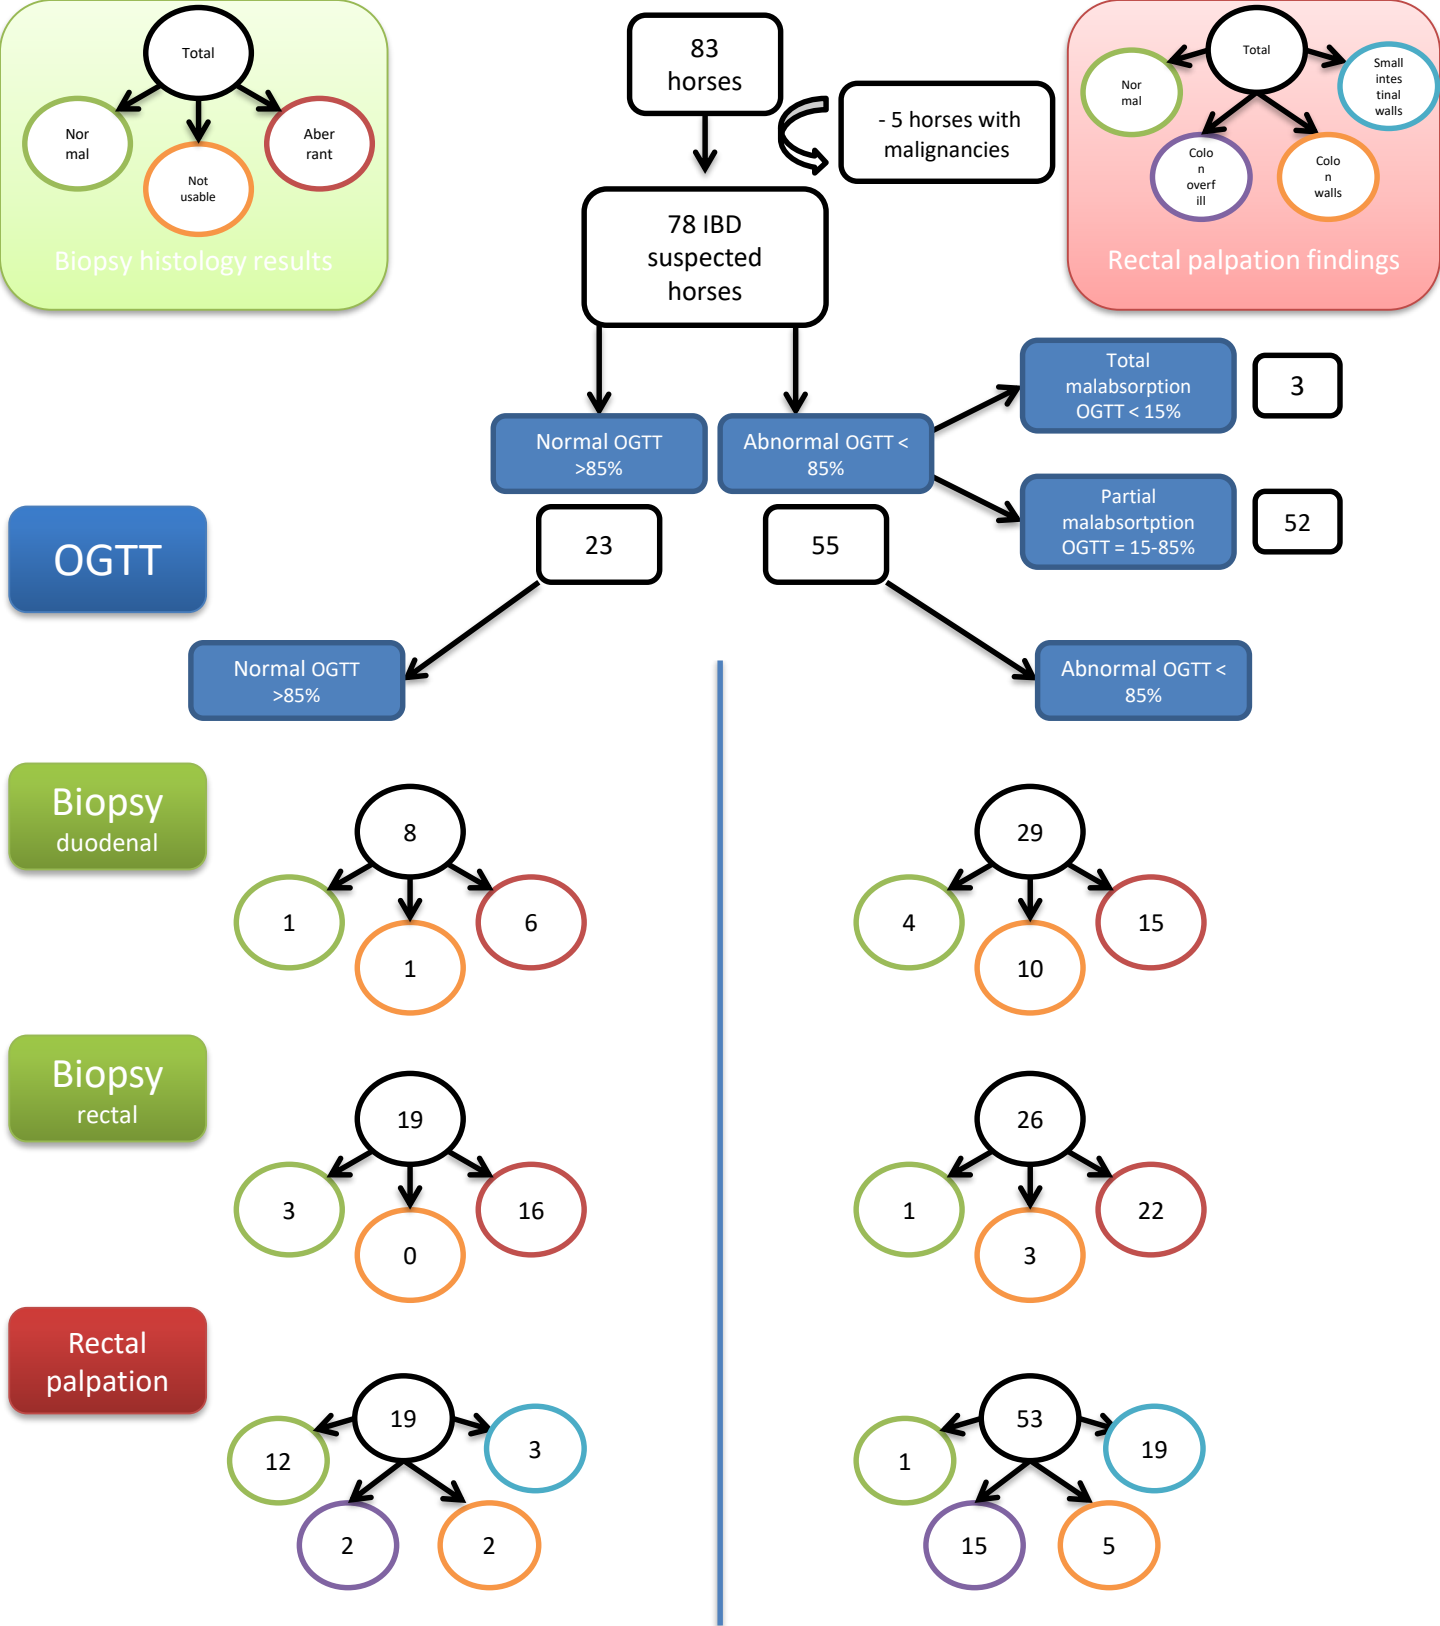 Total
Nor
mal
Not
usable
Aber
rant
Biopsy histology results
83
horses
- 5 horses with
malignancies
Total
Nor
mal
Colo
n
overf
ill
Colo
n
walls
Small
intes
tinal
walls
Rectal palpation findings
78 IBD
suspected
horses
Normal OGTT
>85%
Abnormal OGTT <
85%
Total
malabsorption
OGTT < 15%
3
Partial
malabsortption
OGTT = 15-85%
52
OGTT
23
55
Normal OGTT
>85%
Abnormal OGTT <
85%
Biopsy
duodenal
8
1
1
6
29
4
10
15
Biopsy
rectal
19
3
0
16
26
1
3
22
Rectal
palpation
19
12
2
2
3
53
1
15
5
19